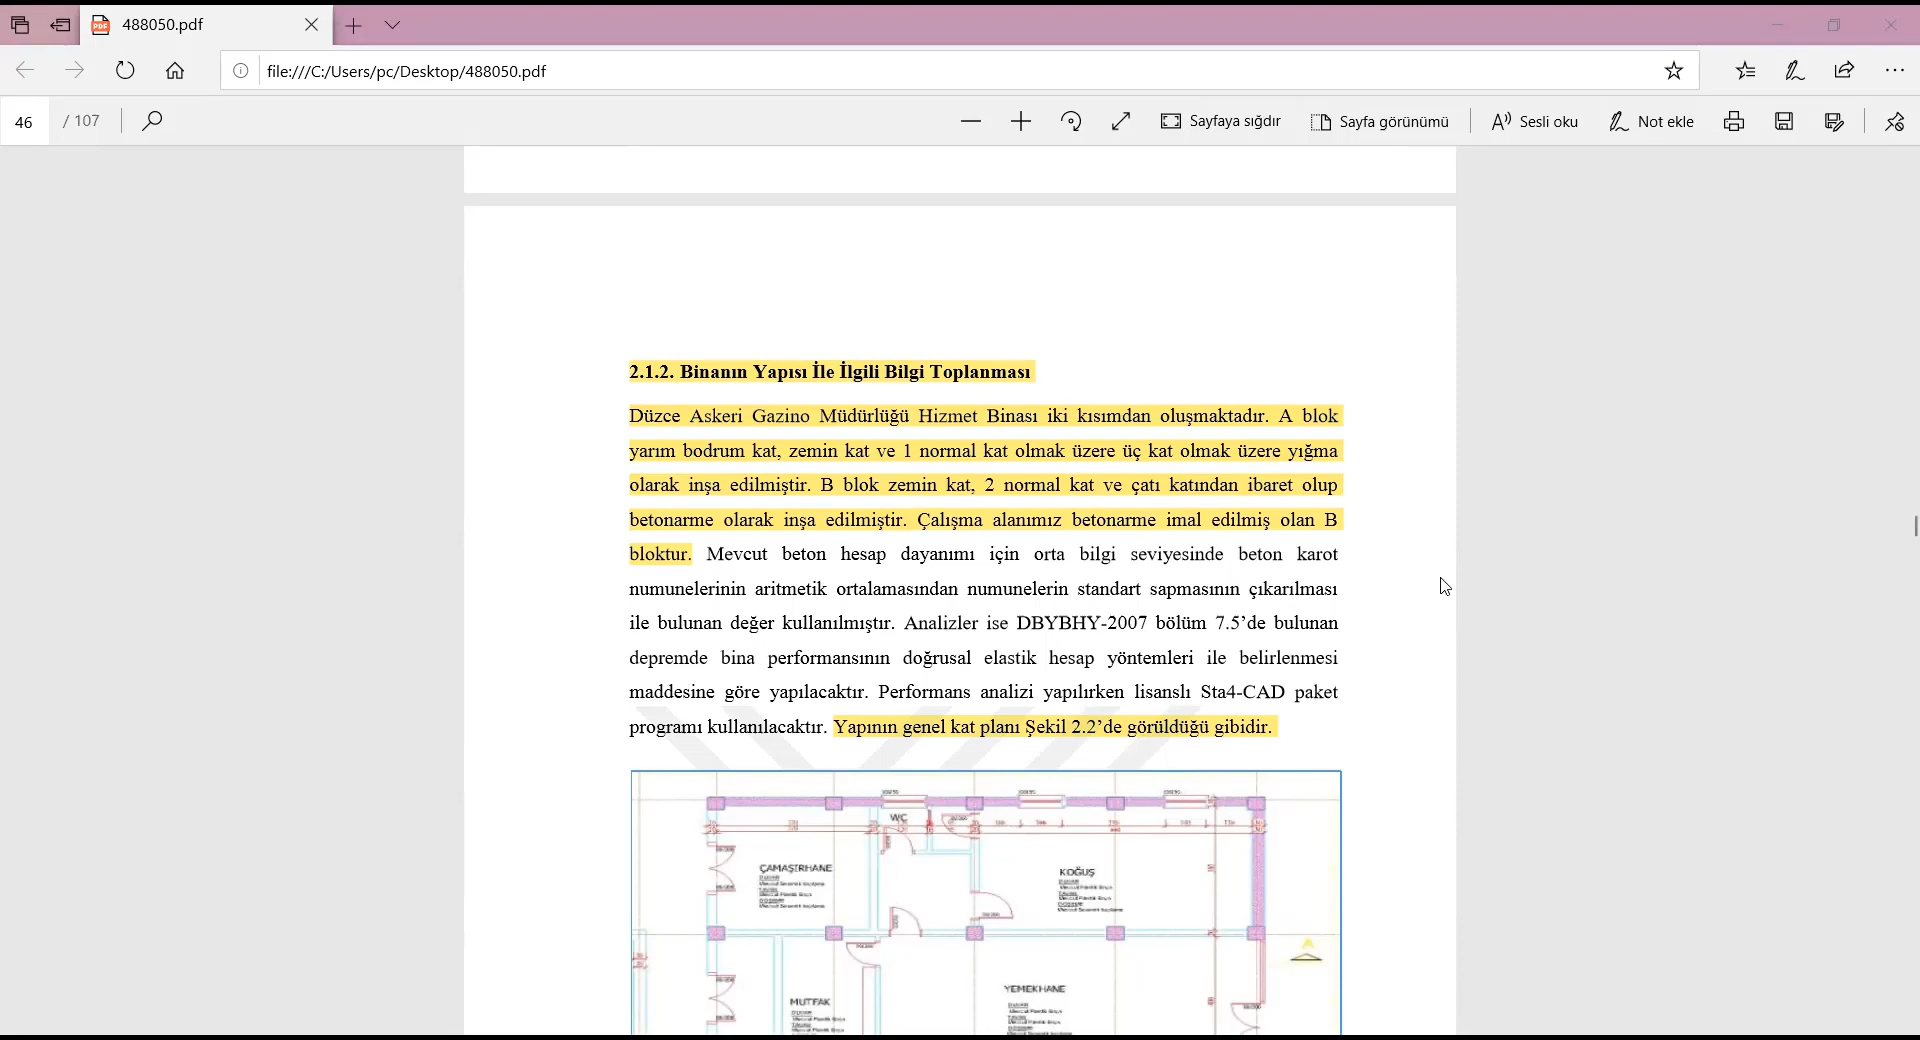 488050.pdf
file:///C:/Users/pc/Desktop/488050.pdf
46 / 107
Sayfaya sığdır
Sayfa görünümü
Sesli oku
Not ekle
2.1.2. Binanın Yapısı İle İlgili Bilgi Toplanması
Düzce Askeri Gazino Müdürlüğü Hizmet Binası iki kısımdan oluşmaktadır. A blok
yarım bodrum kat, zemin kat ve 1 normal kat olmak üzere üç kat olmak üzere yığma
olarak inşa edilmiştir. B blok zemin kat, 2 normal kat ve çatı katından ibaret olup
betonarme olarak inşa edilmiştir. Çalışma alanımız betonarme imal edilmiş olan B
bloktur. Mevcut beton hesap dayanımı için orta bilgi seviyesinde beton karot
numunelerinin aritmetik ortalamasından numunelerin standart sapmasının çıkarılması
ile bulunan değer kullanılmıştır. Analizler ise DBYBHY-2007 bölüm 7.5’de bulunan
depremde bina performansının doğrusal elastik hesap yöntemleri ile belirlenmesi
maddesine göre yapılacaktır. Performans analizi yapılırken lisanslı Sta4-CAD paket
programı kullanılacaktır. Yapının genel kat planı Şekil 2.2’de görüldüğü gibidir.
WC
ÇAMAŞIRHANE
KOĞUŞ
MUTFAK
YEMEKHANE